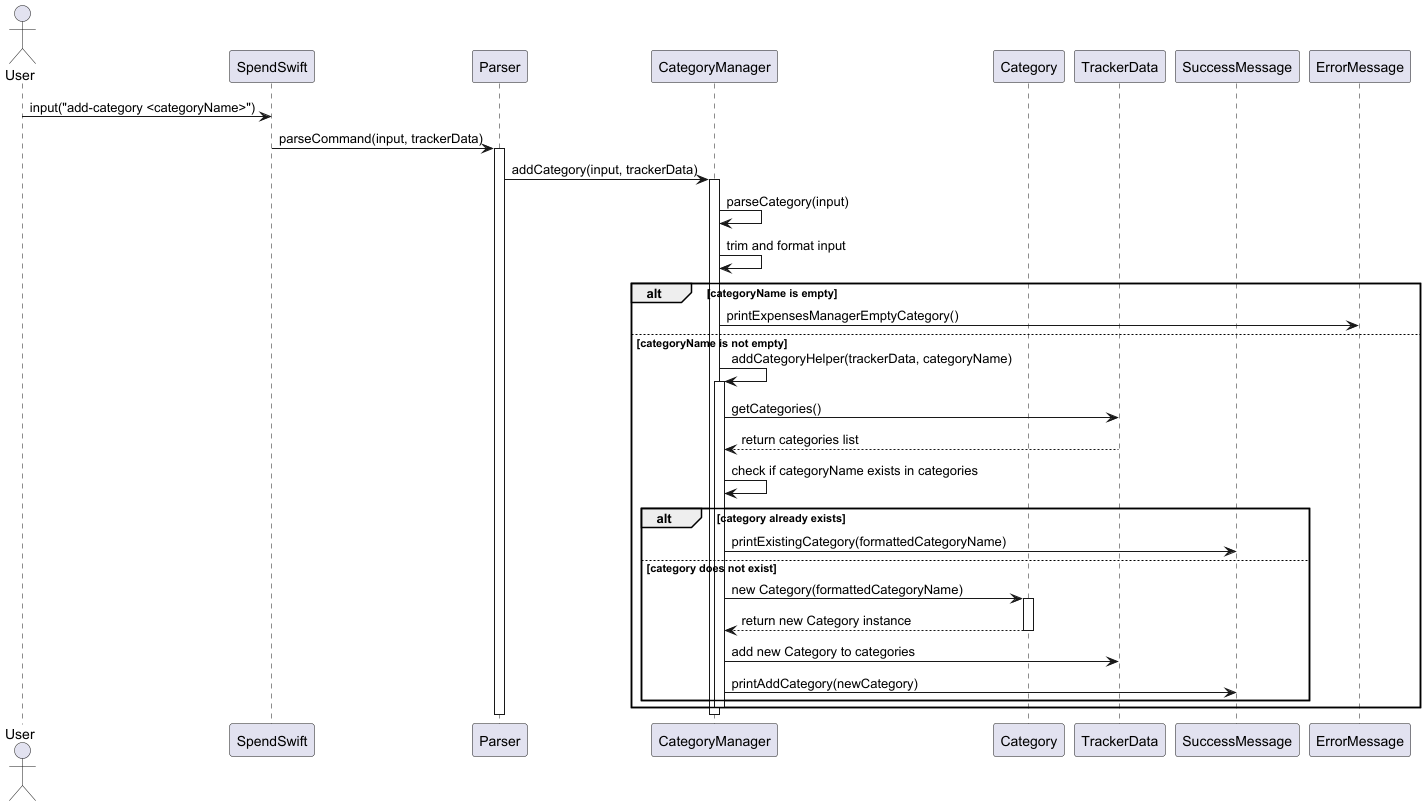 User
SpendSwift
Parser
CategoryManager
Category
TrackerData
SuccessMessage
ErrorMessage
input("add-category <categoryName>")
parseCommand(input, trackerData)
addCategory(input, trackerData)
parseCategory(input)
trim and format input
alt
[categoryName is empty]
printExpensesManagerEmptyCategory()
[categoryName is not empty]
addCategoryHelper(trackerData, categoryName)
getCategories()
return categories list
check if categoryName exists in categories
alt
[category already exists]
printExistingCategory(formattedCategoryName)
[category does not exist]
new Category(formattedCategoryName)
return new Category instance
add new Category to categories
printAddCategory(newCategory)
User
SpendSwift
Parser
CategoryManager
Category
TrackerData
SuccessMessage
ErrorMessage